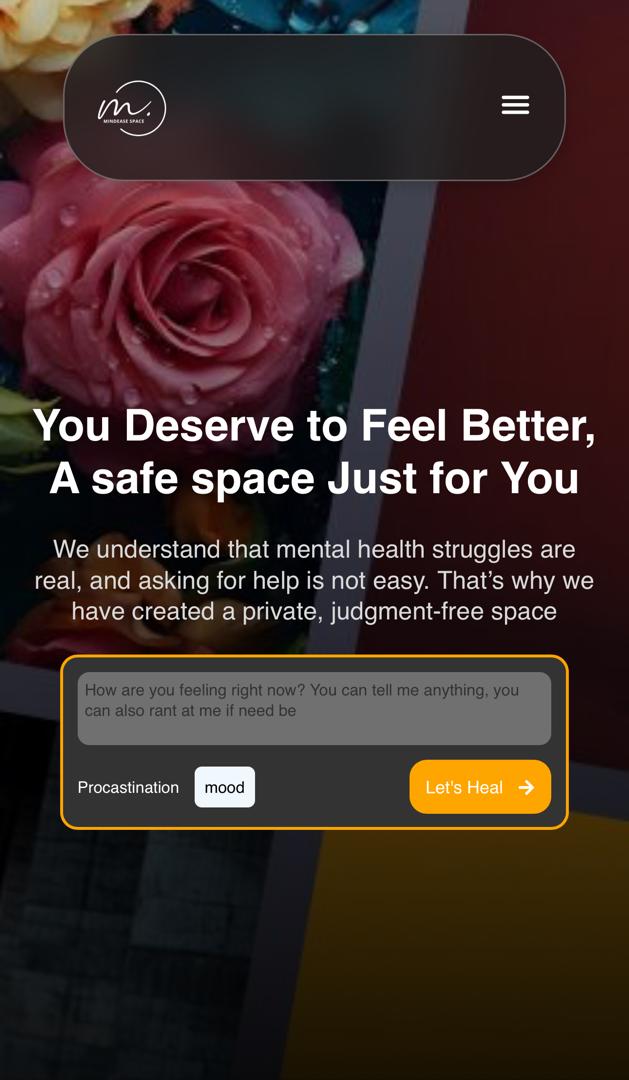 m.
MINDEASE SPACE
You Deserve to Feel Better,
A safe space Just for You
We understand that mental health struggles are
real, and asking for help is not easy. That’s why we
have created a private, judgment-free space
How are you feeling right now? You can tell me anything, you
can also rant at me if need be
Procastination mood Let's Heal